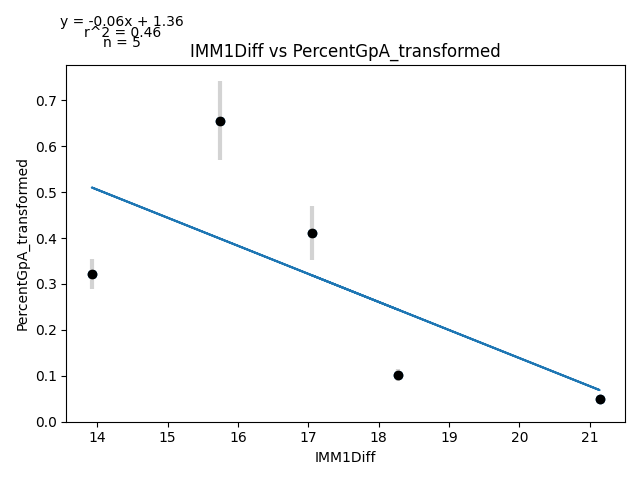 y = -0.06x + 1.36
r^2 = 0.46
n = 5
IMM1Diff vs PercentGpA_transformed
PercentGpA_transformed
0.7
0.6
0.5
0.4
0.3
0.2
0.1
0.0
14 15 16 17 18 19 20 21
IMM1Diff